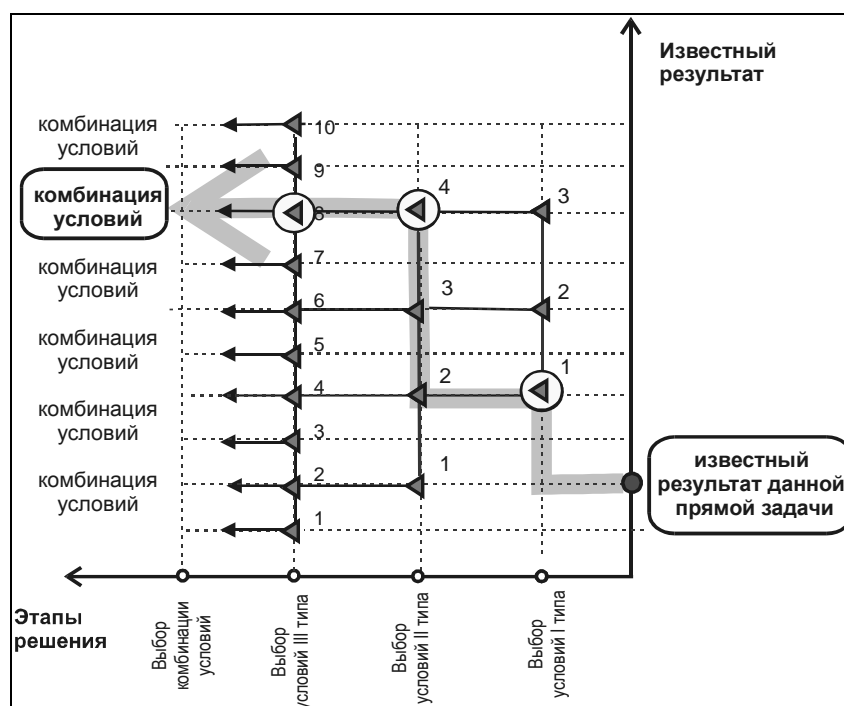 Известный
результат
комбинация
условий
комбинация
условий
комбинация
условий
комбинация
условий
комбинация
условий
комбинация
условий
10
9
8
7
6
5
4
3
2
1
4
3
2
1
3
2
1
известный
результат данной
прямой задачи
Этапы
решения
Выбор
комбинации
условий
Выбор
условий III типа
Выбор
условий II типа
Выбор
условий I типа